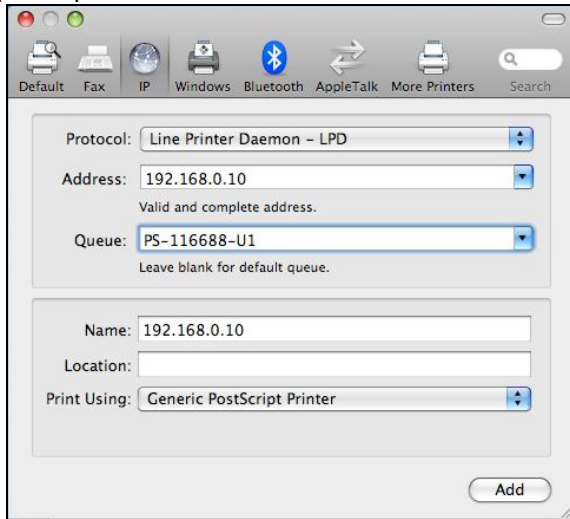 Default Fax IP Windows Bluetooth AppleTalk More Printers Search
Protocol: Line Printer Daemon – LPD
Address: 192.168.0.10
Valid and complete address.
Queue: PS-116688-U1
Leave blank for default queue.
Name: 192.168.0.10
Location:
Print Using: Generic PostScript Printer
Add